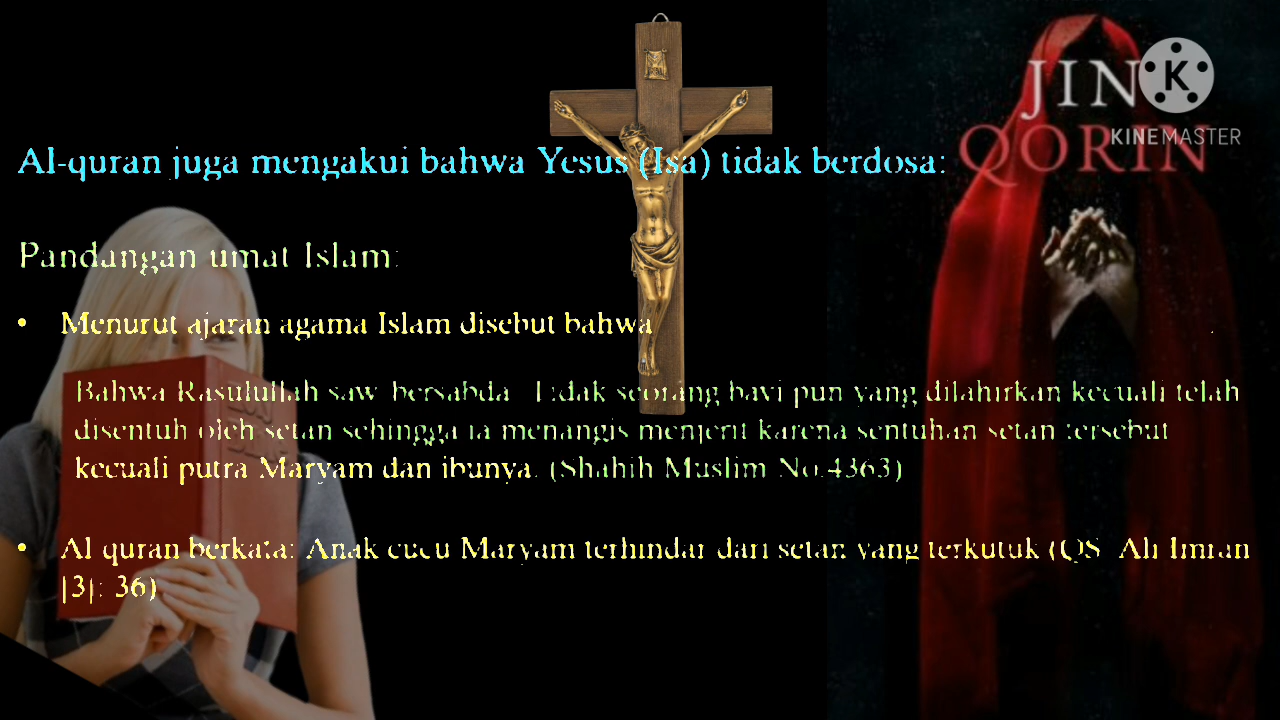 JIN
QORIN
KINEMASTER
Al-quran juga mengakui bahwa Yesus (Isa) tidak berdosa:
Pandangan umat Islam:
• Menurut ajaran agama Islam disebut bahwa
Bahwa Rasulullah saw. bersabda: Tidak seorang bayi pun yang dilahirkan kecuali telah
disentuh oleh setan sehingga ia menangis menjerit karena sentuhan setan tersebut
kecuali putra Maryam dan ibunya. (Shahih Muslim No.4363)
• Al quran berkata: Anak cucu Maryam terhindar dari setan yang terkutuk (QS. Ali Imran
[3]: 36)